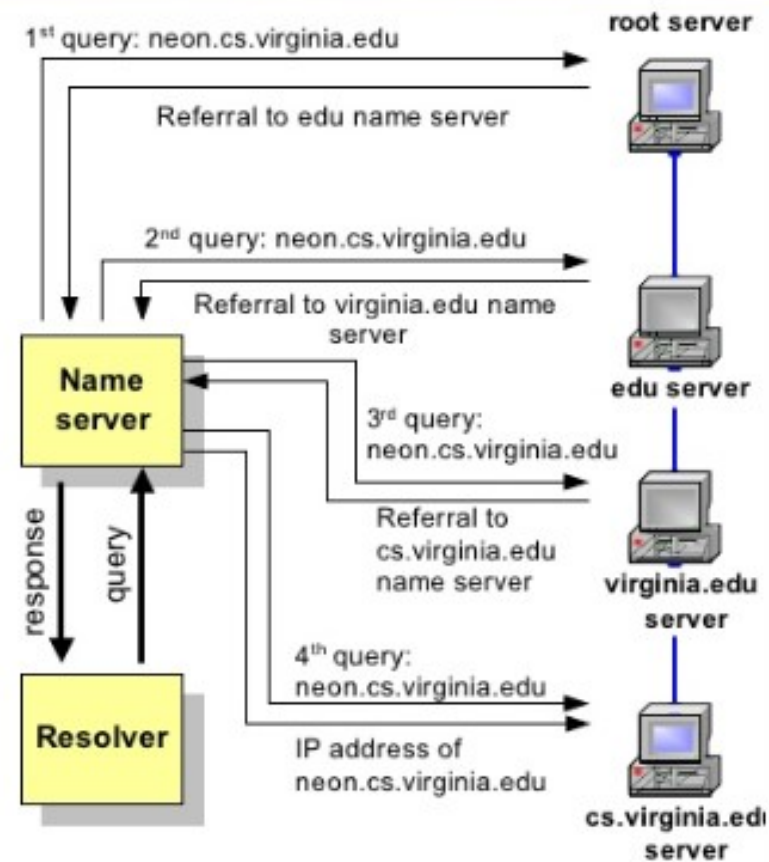 root server
1st query: neon.cs.virginia.edu
Referral to edu name server
2nd query: neon.cs.virginia.edu
Referral to virginia.edu name
server
edu server
Name
server
3rd query:
neon.cs.virginia.edu
Referral to
cs.virginia.edu
name server
virginia.edu
server
response
query
4th query:
neon.cs.virginia.edu
Resolver
IP address of
neon.cs.virginia.edu
cs.virginia.edu
server